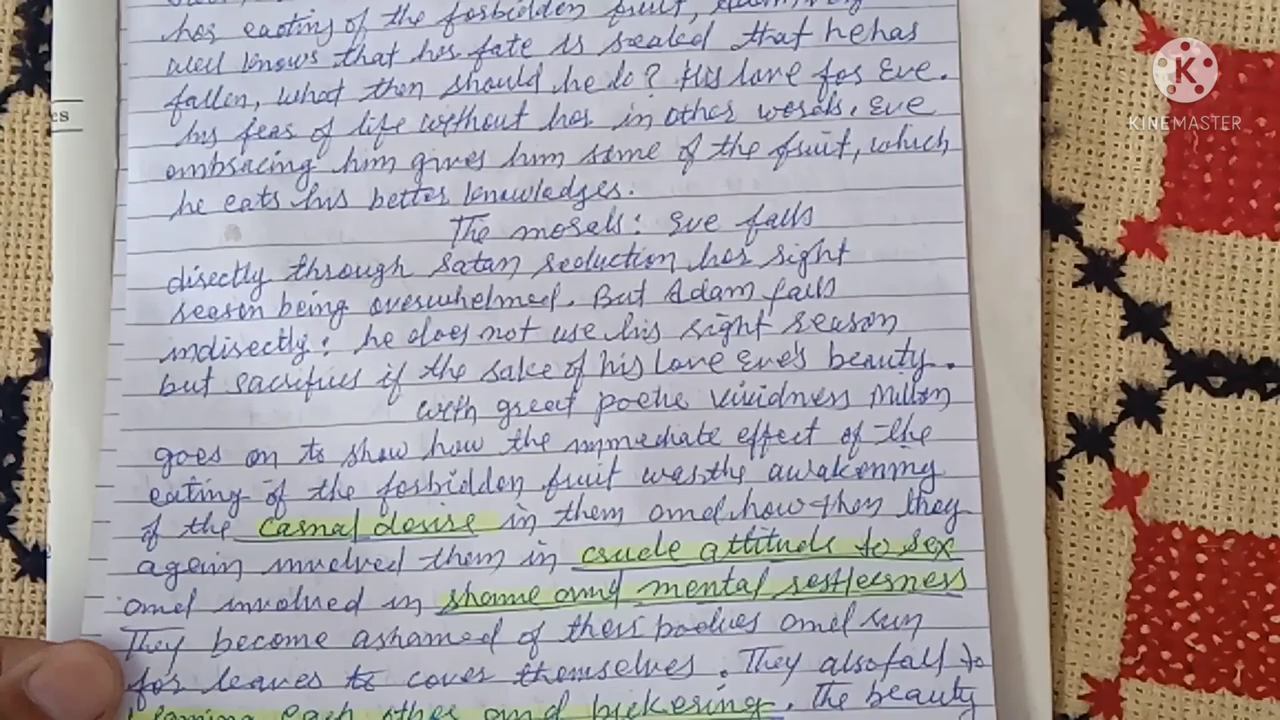 her eating of the forbidden fruit, Adam, very
well knows that his fate is sealed that he has
fallen, what then should he do? His love for Eve.
his fear of life without her in other words. Eve
embracing him gives him some of the fruit, which
he eats his better knowledges.
The morals: Eve falls
directly through Satan seduction her right
reason being overwhelmed. But Adam falls
indirectly: he does not use his right reason
but sacrifices if the sake of his love Eve's beauty.
with great poetic vividness Milton
goes on to show how the immediate effect of the
eating of the forbidden fruit was the awakening
of the carnal desire in them and how then they
again involved them in crude attitude to sex
and involved in shame and mental restlessness
They become ashamed of their bodies and run
for leaves to cover themselves. They also fall to
blaming each other and bickering. The beauty
es
K
KINEMASTER